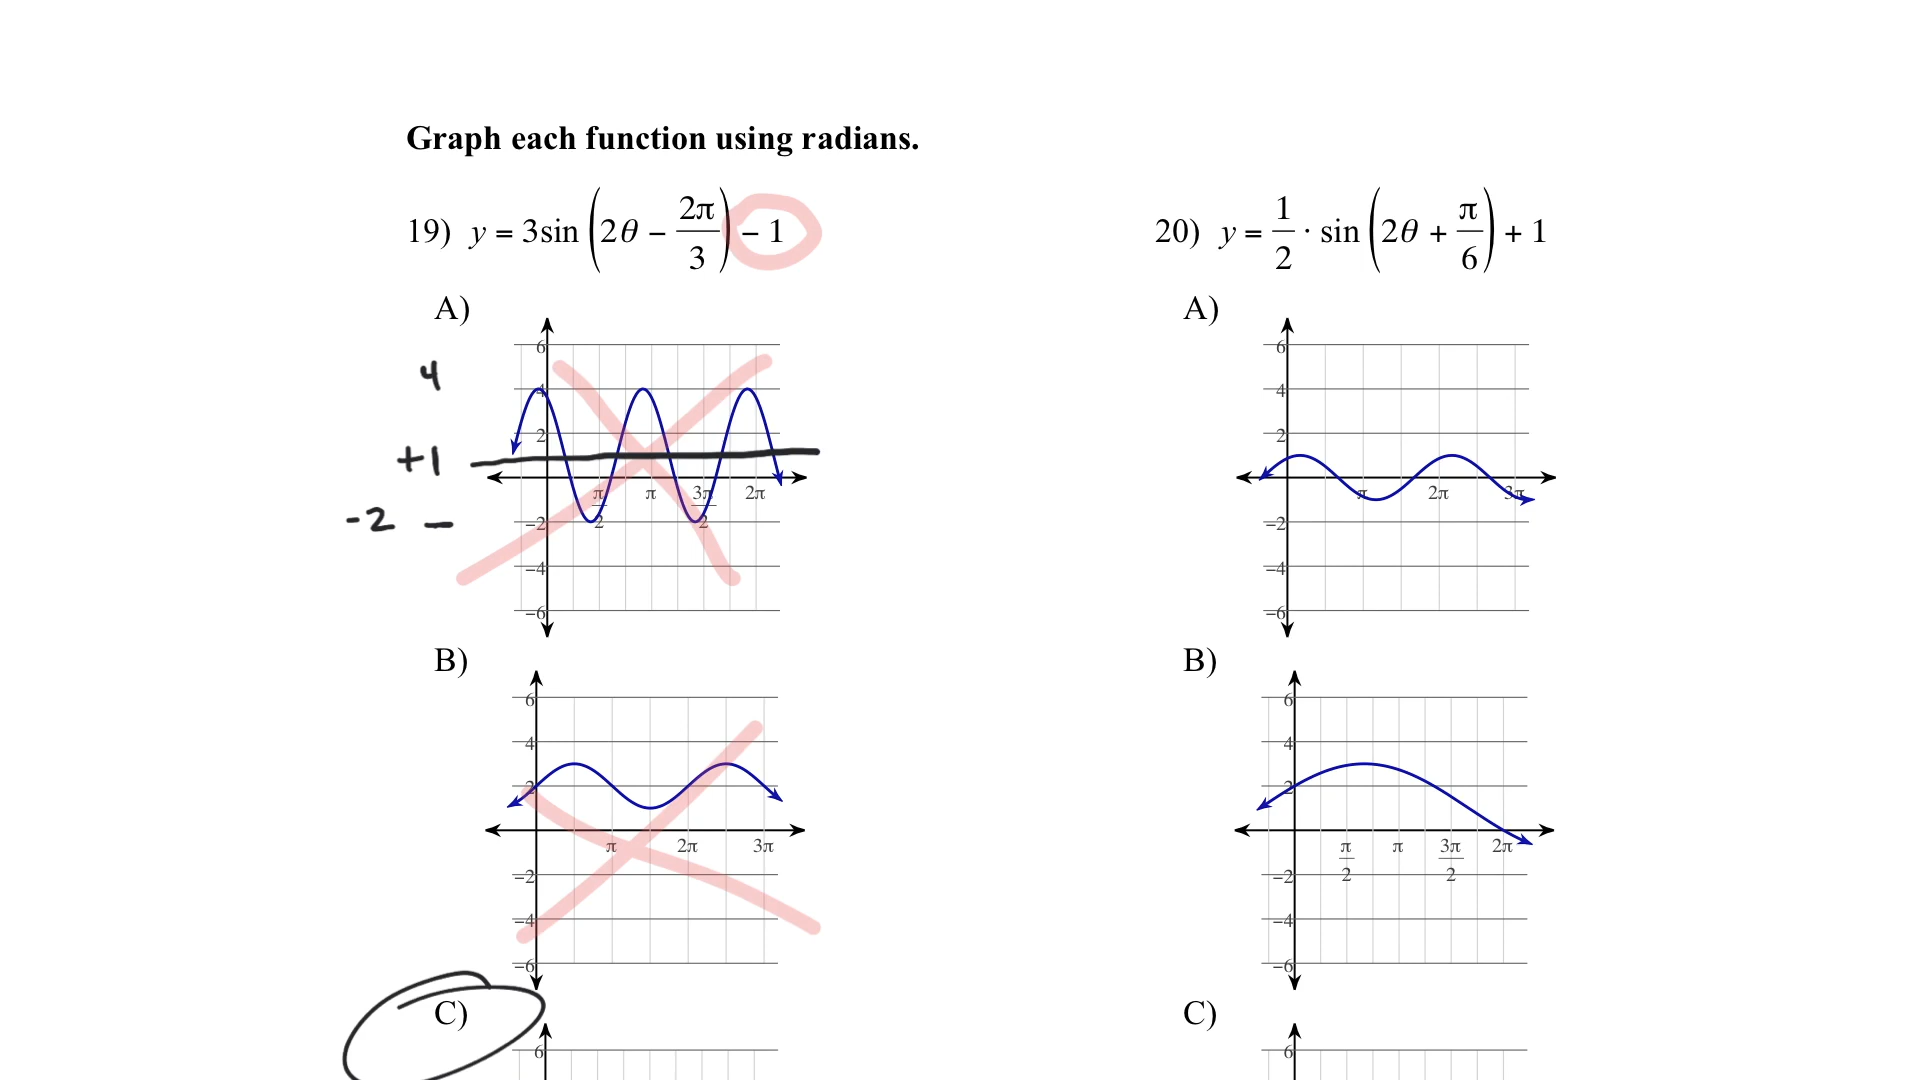 Graph each function using radians.
19) y = 3sin(2θ − 2π/3) − 1
A)
6
4
2
−2
−4
−6
π/2 π 3π/2 2π
4
+1
-2 –
B)
6
4
2
−2
−4
−6
π 2π 3π
C)
6
20) y = 1/2 · sin(2θ + π/6) + 1
A)
6
4
2
−2
−4
−6
π 2π 3π
B)
6
4
2
−2
−4
−6
π/2 π 3π/2 2π
C)
6